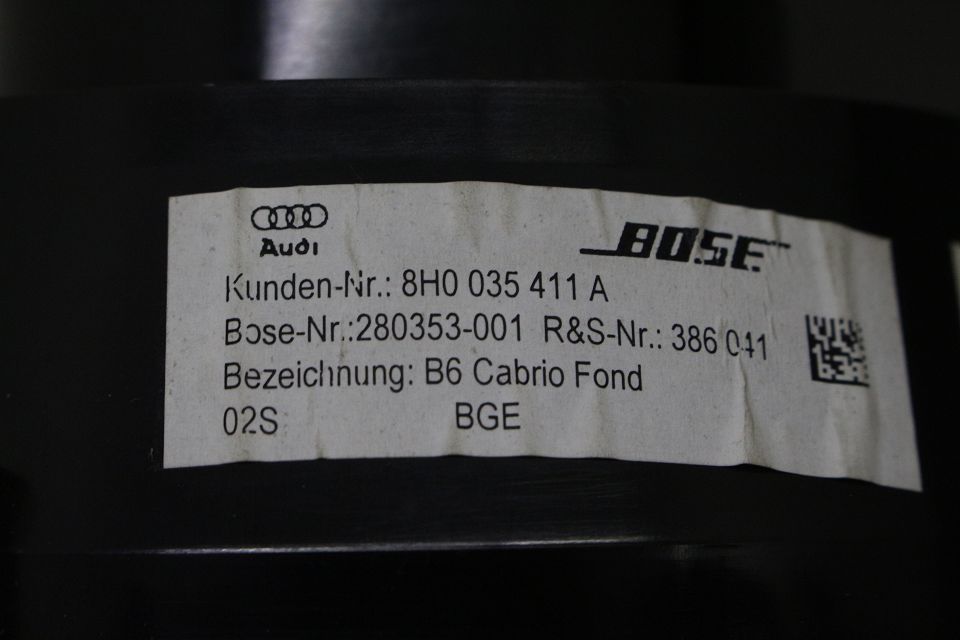 Audi
BOSE
Kunden-Nr.: 8H0 035 411 A
Bose-Nr.:280353-001 R&S-Nr.: 386 041
Bezeichnung: B6 Cabrio Fond
02S BGE